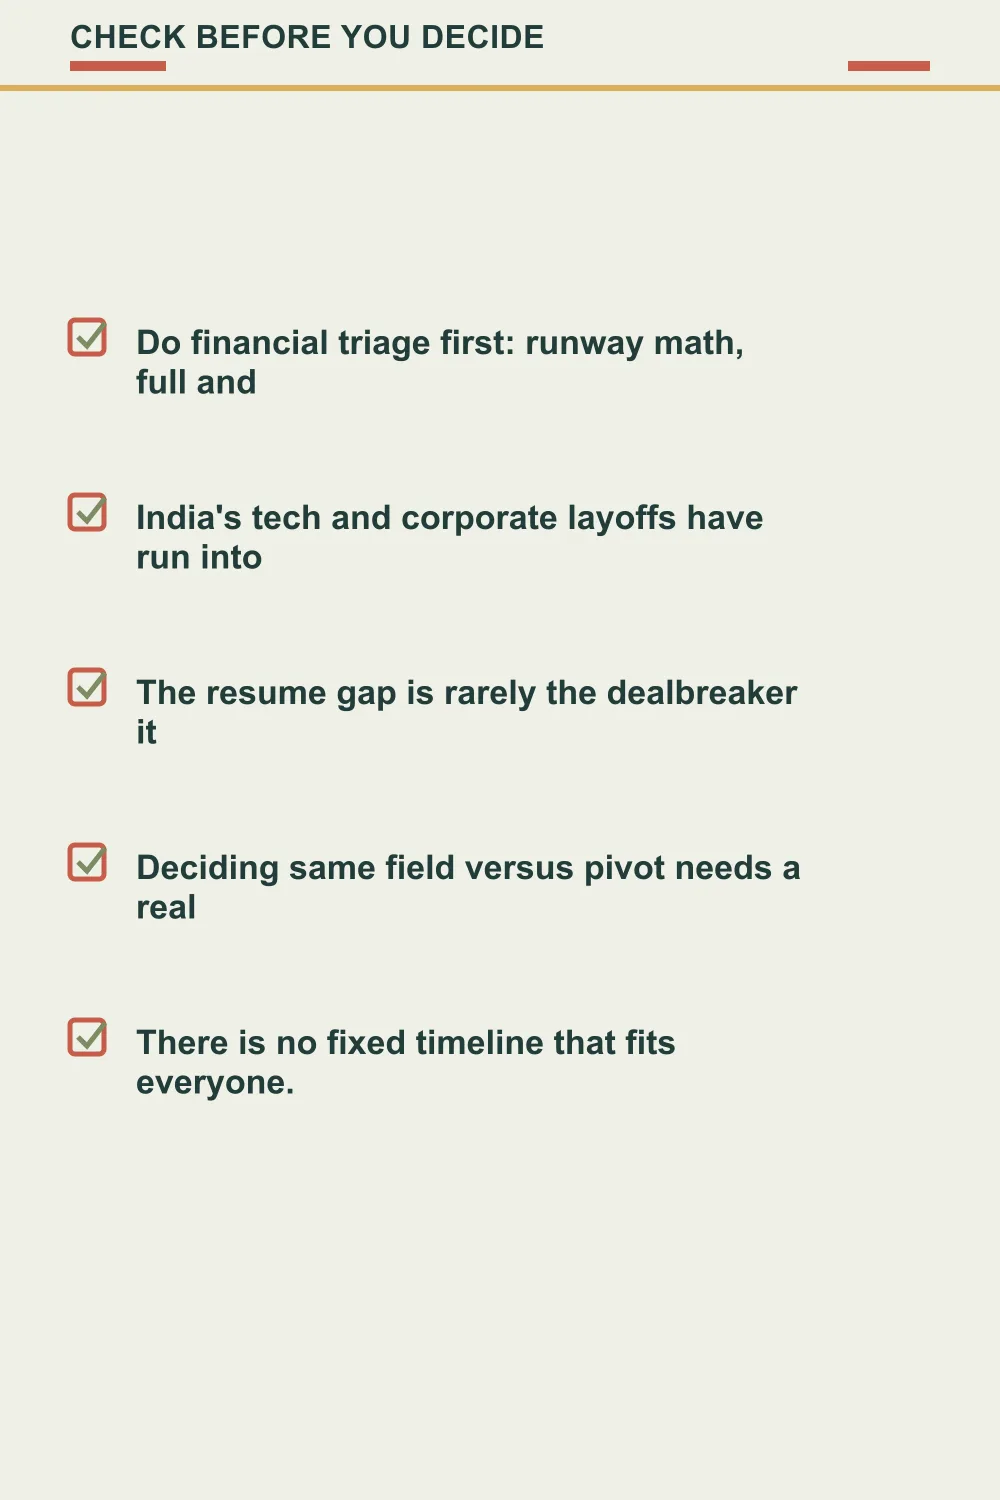 CHECK BEFORE YOU DECIDE
Do financial triage first: runway math,
full and
India's tech and corporate layoffs have
run into
The resume gap is rarely the dealbreaker
it
Deciding same field versus pivot needs a
real
There is no fixed timeline that fits
everyone.